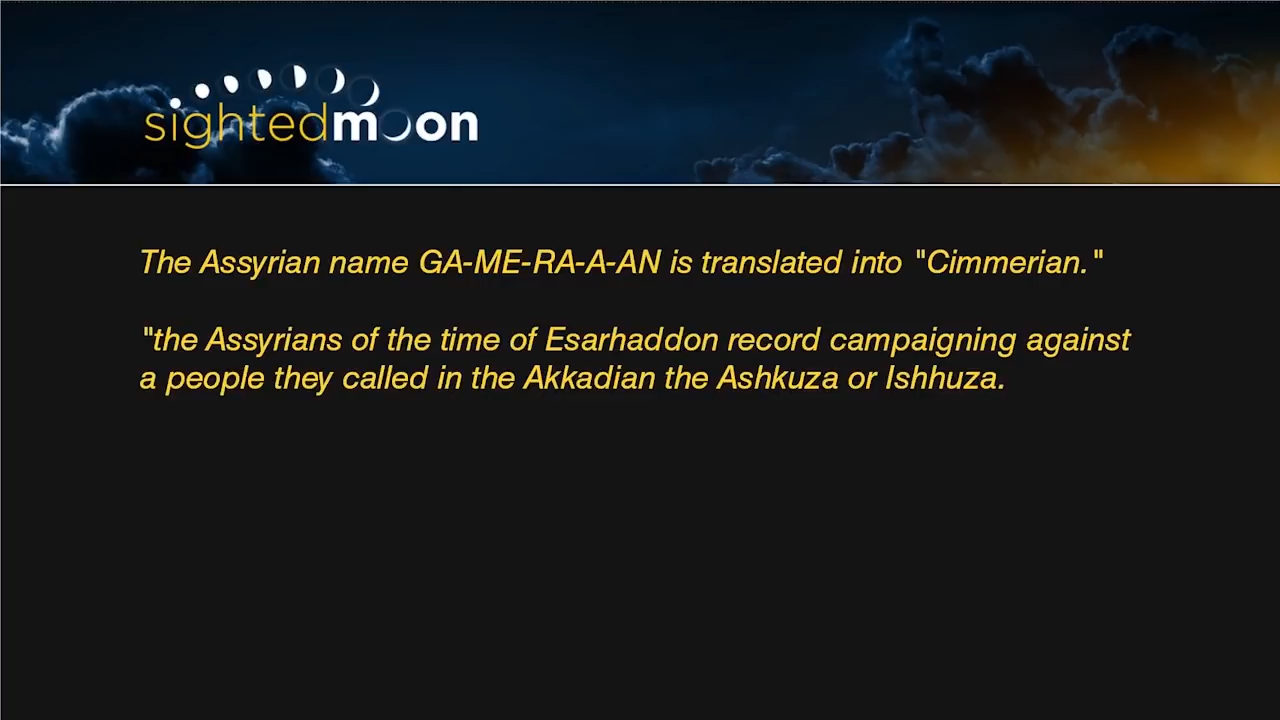 sightedmoon
The Assyrian name GA-ME-RA-A-AN is translated into "Cimmerian."
"the Assyrians of the time of Esarhaddon record campaigning against
a people they called in the Akkadian the Ashkuza or Ishhuza.